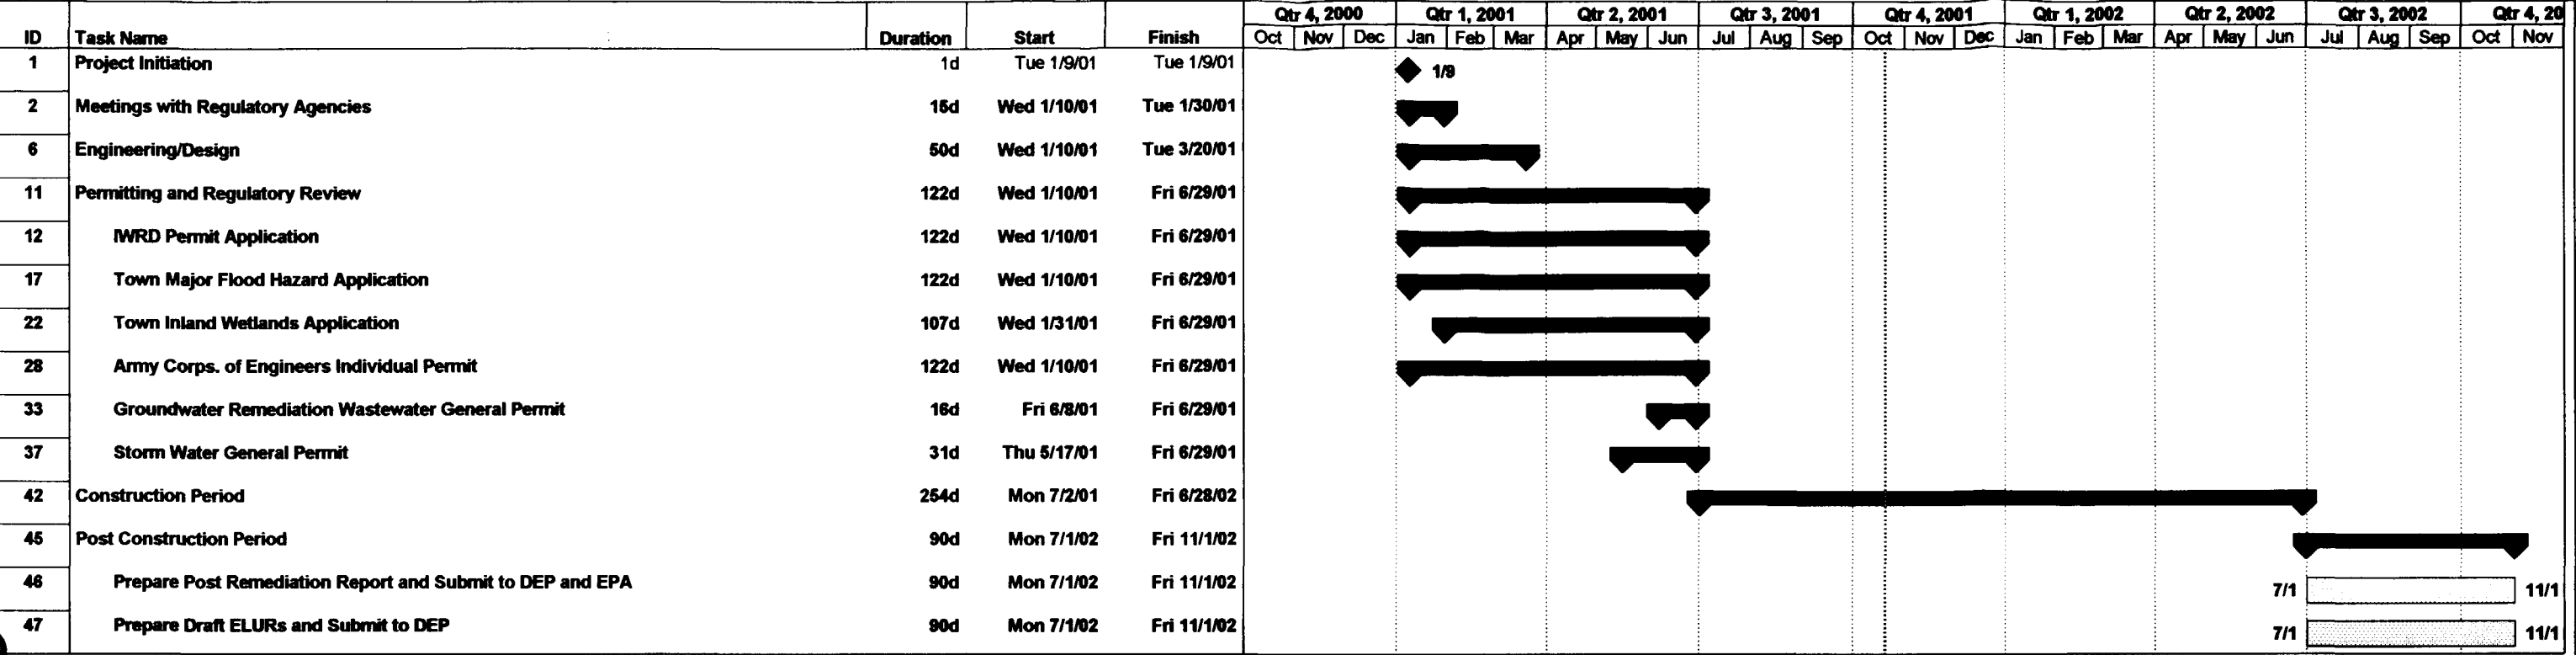 Qtr 4, 2000 Qtr 1, 2001 Qtr 2, 2001 Qtr 3, 2001 Qtr 4, 2001 Qtr 1, 2002 Qtr 2, 2002 Qtr 3, 2002 Qtr 4, 20
ID Task Name Duration Start Finish Oct Nov Dec Jan Feb Mar Apr May Jun Jul Aug Sep Oct Nov Dec Jan Feb Mar Apr May Jun Jul Aug Sep Oct Nov
1 Project Initiation 1d Tue 1/9/01 Tue 1/9/01 1/9
2 Meetings with Regulatory Agencies 15d Wed 1/10/01 Tue 1/30/01
6 Engineering/Design 50d Wed 1/10/01 Tue 3/20/01
11 Permitting and Regulatory Review 122d Wed 1/10/01 Fri 6/29/01
12 IWRD Permit Application 122d Wed 1/10/01 Fri 6/29/01
17 Town Major Flood Hazard Application 122d Wed 1/10/01 Fri 6/29/01
22 Town Inland Wetlands Application 107d Wed 1/31/01 Fri 6/29/01
28 Army Corps. of Engineers Individual Permit 122d Wed 1/10/01 Fri 6/29/01
33 Groundwater Remediation Wastewater General Permit 16d Fri 6/8/01 Fri 6/29/01
37 Storm Water General Permit 31d Thu 5/17/01 Fri 6/29/01
42 Construction Period 254d Mon 7/2/01 Fri 6/28/02
45 Post Construction Period 90d Mon 7/1/02 Fri 11/1/02
46 Prepare Post Remediation Report and Submit to DEP and EPA 90d Mon 7/1/02 Fri 11/1/02 7/1 11/1
47 Prepare Draft ELURs and Submit to DEP 90d Mon 7/1/02 Fri 11/1/02 7/1 11/1